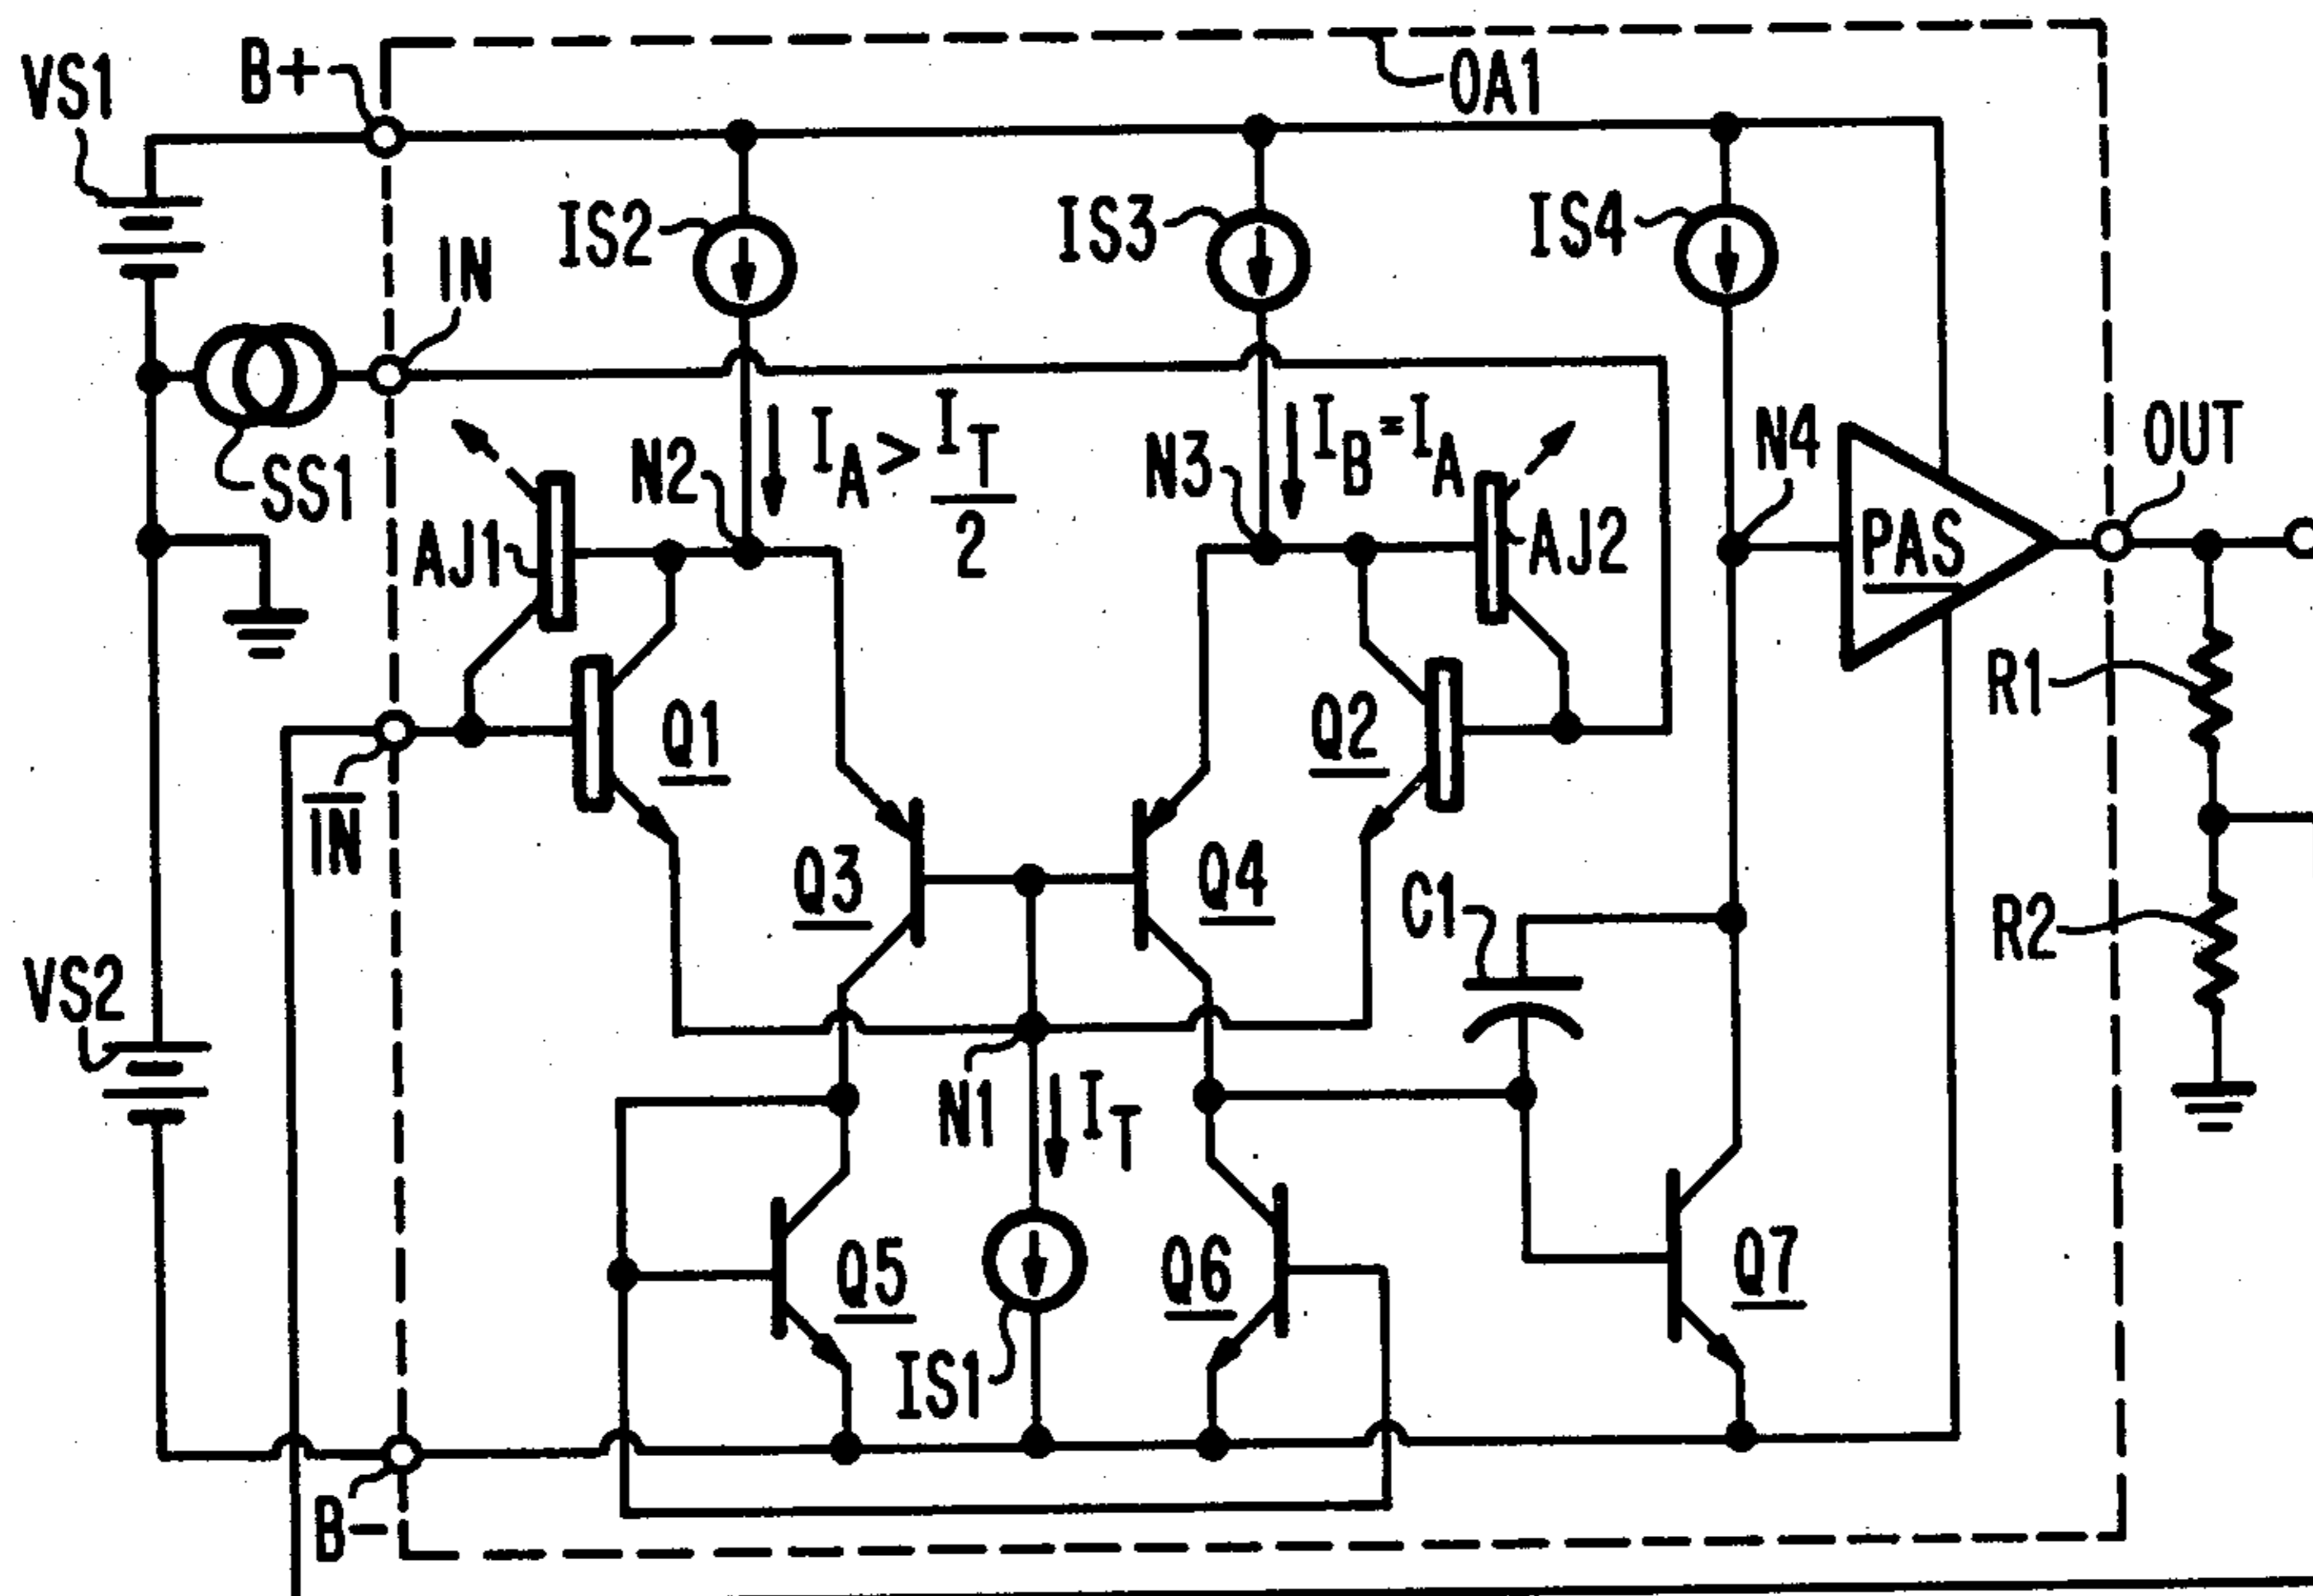 VS1
B+
OA1
IS2
IS3
IS4
IN
SS1
I_A > I_T/2
I_B = I_A
N2
N3
N4
OUT
AJ1
AJ2
PAS
R1
Q1
Q2
I̅N̅
Q3
Q4
C1
R2
VS2
N1
I_T
Q5
Q6
Q7
IS1
B-